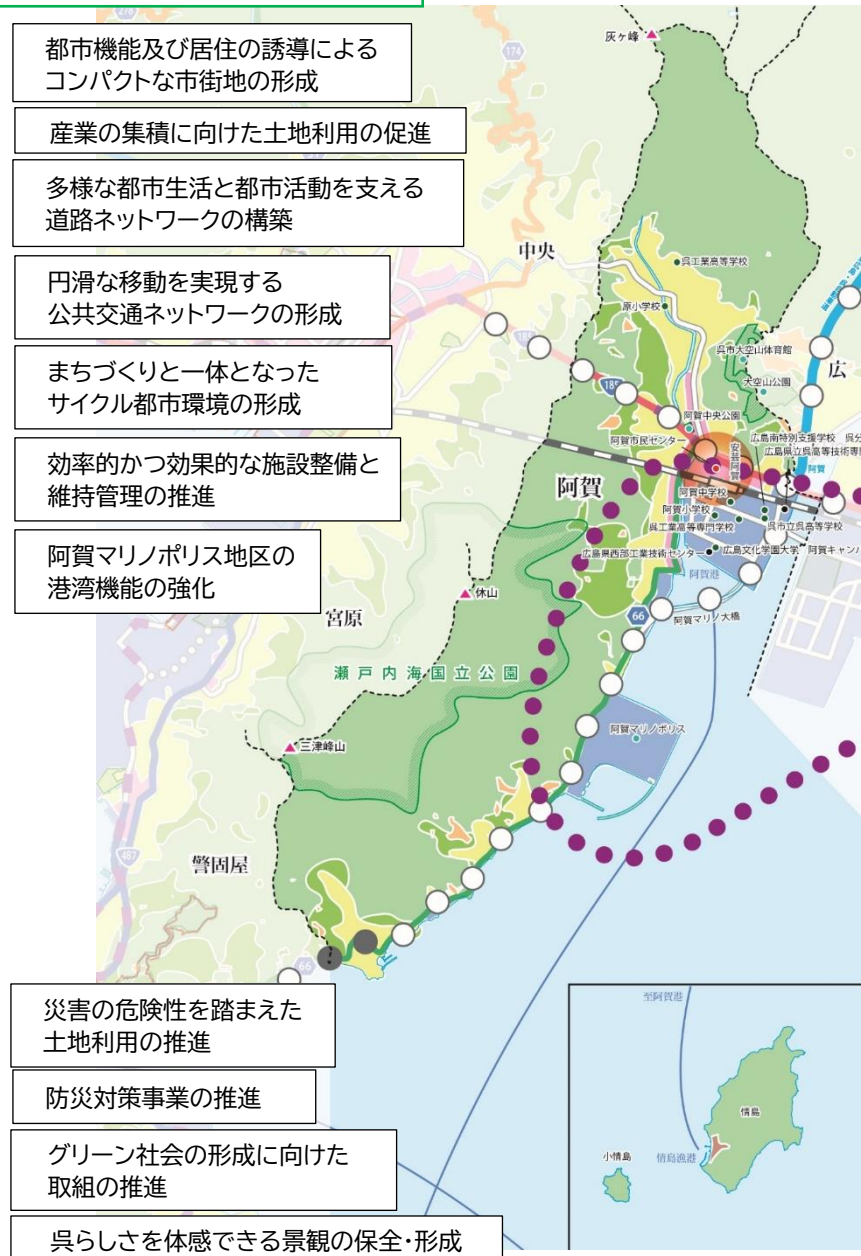 都市機能及び居住の誘導による
コンパクトな市街地の形成
産業の集積に向けた土地利用の促進
多様な都市生活と都市活動を支える
道路ネットワークの構築
円滑な移動を実現する
公共交通ネットワークの形成
まちづくりと一体となった
サイクル都市環境の形成
効率的かつ効果的な施設整備と
維持管理の推進
阿賀マリノポリス地区の
港湾機能の強化
灰ヶ峰
174
中央
呉工業高等学校
原小学校
185
185
呉市大空山体育館
大空山公園
広
阿賀中央公園
阿賀市民センター
安芸阿賀
広島南特別支援学校 呉分
広島県立呉高等技術専門
阿賀
阿賀
阿賀中学校
阿賀小学校
呉工業高等専門学校
呉市立呉高等学校
広島県西部工業技術センター
広島文化学園大学 阿賀キャンパ
阿賀港
休山
宮原
66
阿賀マリノ大橋
瀬戸内海国立公園
阿賀マリノポリス
三津峰山
487
警固屋
66
災害の危険性を踏まえた
土地利用の推進
防災対策事業の推進
グリーン社会の形成に向けた
取組の推進
呉らしさを体感できる景観の保全・形成
至阿賀港
情島
小情島
情島漁港